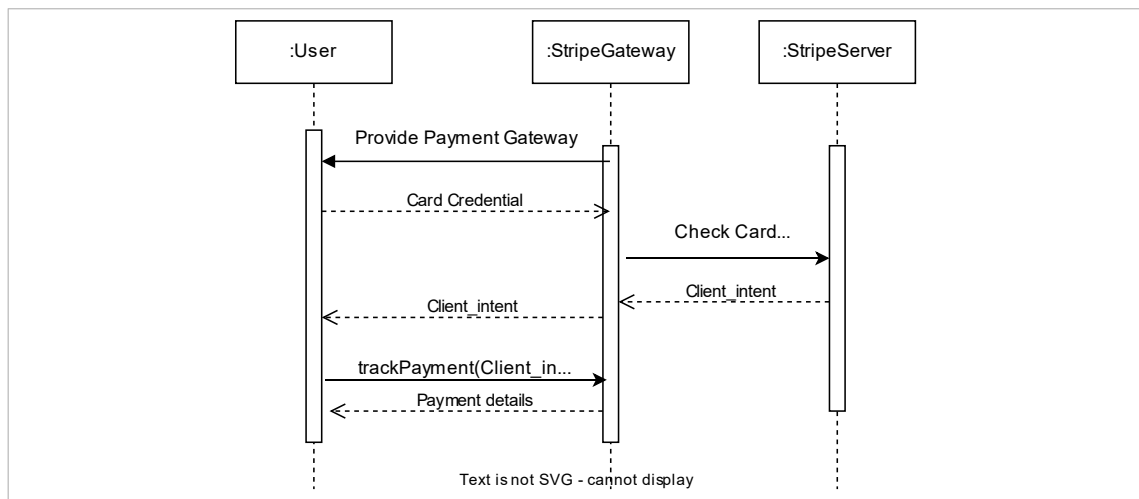 :User
:StripeGateway
:StripeServer
Provide Payment Gateway
Card Credential
Check Card...
Client_intent
Client_intent
trackPayment(Client_in...
Payment details
Text is not SVG - cannot display